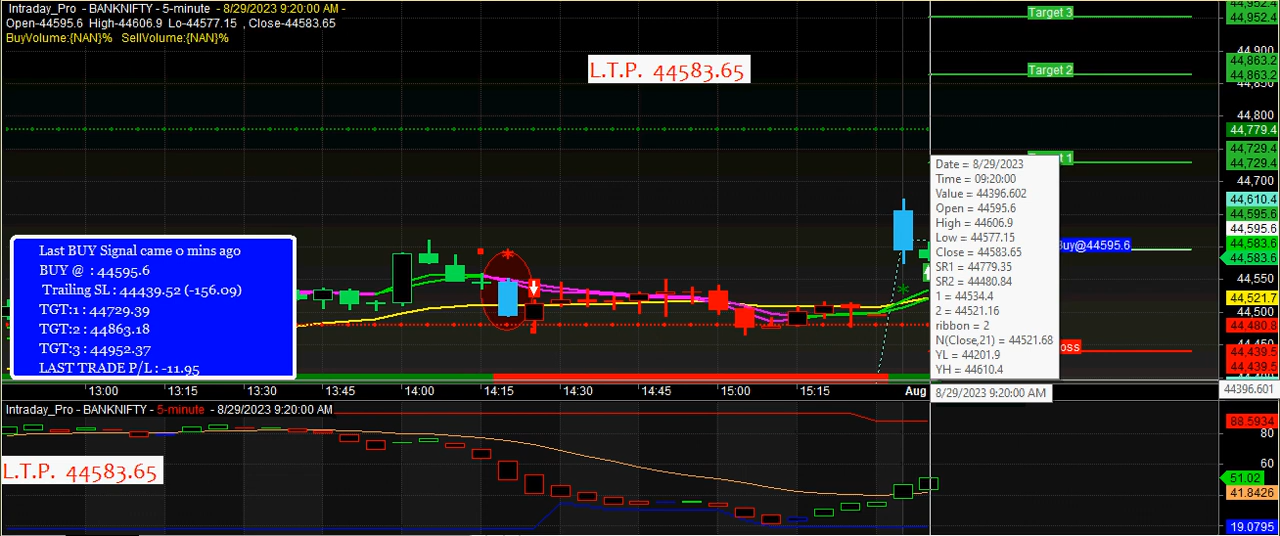 Intraday_Pro - BANKNIFTY - 5-minute - 8/29/2023 9:20:00 AM -
Open-44595.6 High-44606.9 Lo-44577.15 , Close-44583.65
BuyVolume:{NAN}% SellVolume:{NAN}%
L.T.P. 44583.65
Target 3
44,952.4
44,952.4
44,900
Target 2
44,863.2
44,863.2
44,850
44,800
44,779.4
Target 1
44,729.4
44,729.4
44,700
44,610.4
44,595.6
44,595.6
44,583.6
44,583.6
44,550
44,521.7
44,500
44,480.8
44,439.5
44,439.5
44,396.601
Buy@44595.6
oss
Date = 8/29/2023
Time = 09:20:00
Value = 44396.602
Open = 44595.6
High = 44606.9
Low = 44577.15
Close = 44583.65
SR1 = 44779.35
SR2 = 44480.84
1 = 44534.4
2 = 44521.16
ribbon = 2
N(Close,21) = 44521.68
YL = 44201.9
YH = 44610.4
Last BUY Signal came 0 mins ago
BUY @ : 44595.6
Trailing SL : 44439.52 (-156.09)
TGT:1 : 44729.39
TGT:2 : 44863.18
TGT:3 : 44952.37
LAST TRADE P/L : -11.95
13:00 13:15 13:30 13:45 14:00 14:15 14:30 14:45 15:00 15:15 Aug
8/29/2023 9:20:00 AM
Intraday_Pro - BANKNIFTY - 5-minute - 8/29/2023 9:20:00 AM
L.T.P. 44583.65
88.5934
80
60
51.02
41.8426
19.0795